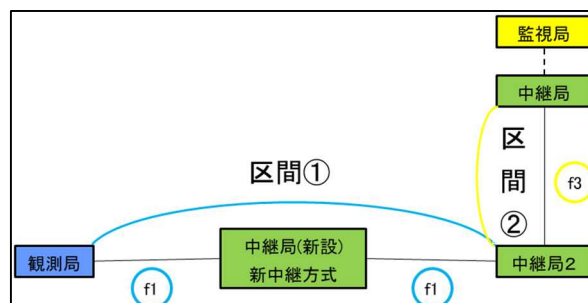 監視局
中継局
区間②
f3
区間①
中継局(新設)
新中継方式
観測局
中継局2
f1
f1